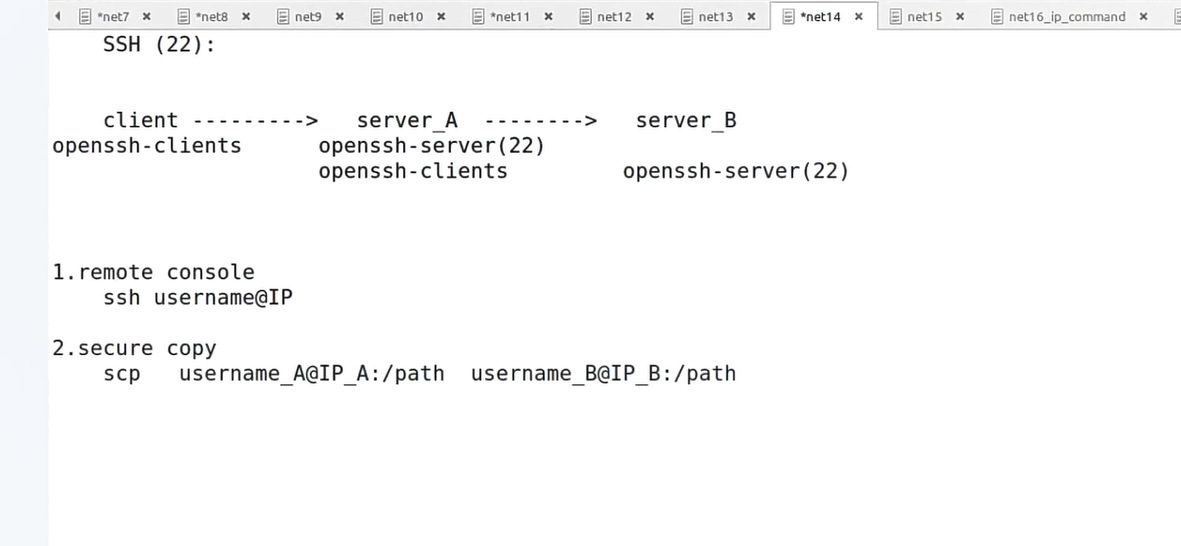 *net7 *net8 net9 net10 *net11 net12 net13 *net14 net15 net16_ip_command
SSH (22):
client ---------> server_A --------> server_B
openssh-clients openssh-server(22)
openssh-clients openssh-server(22)
1.remote console
ssh username@IP
2.secure copy
scp username_A@IP_A:/path username_B@IP_B:/path